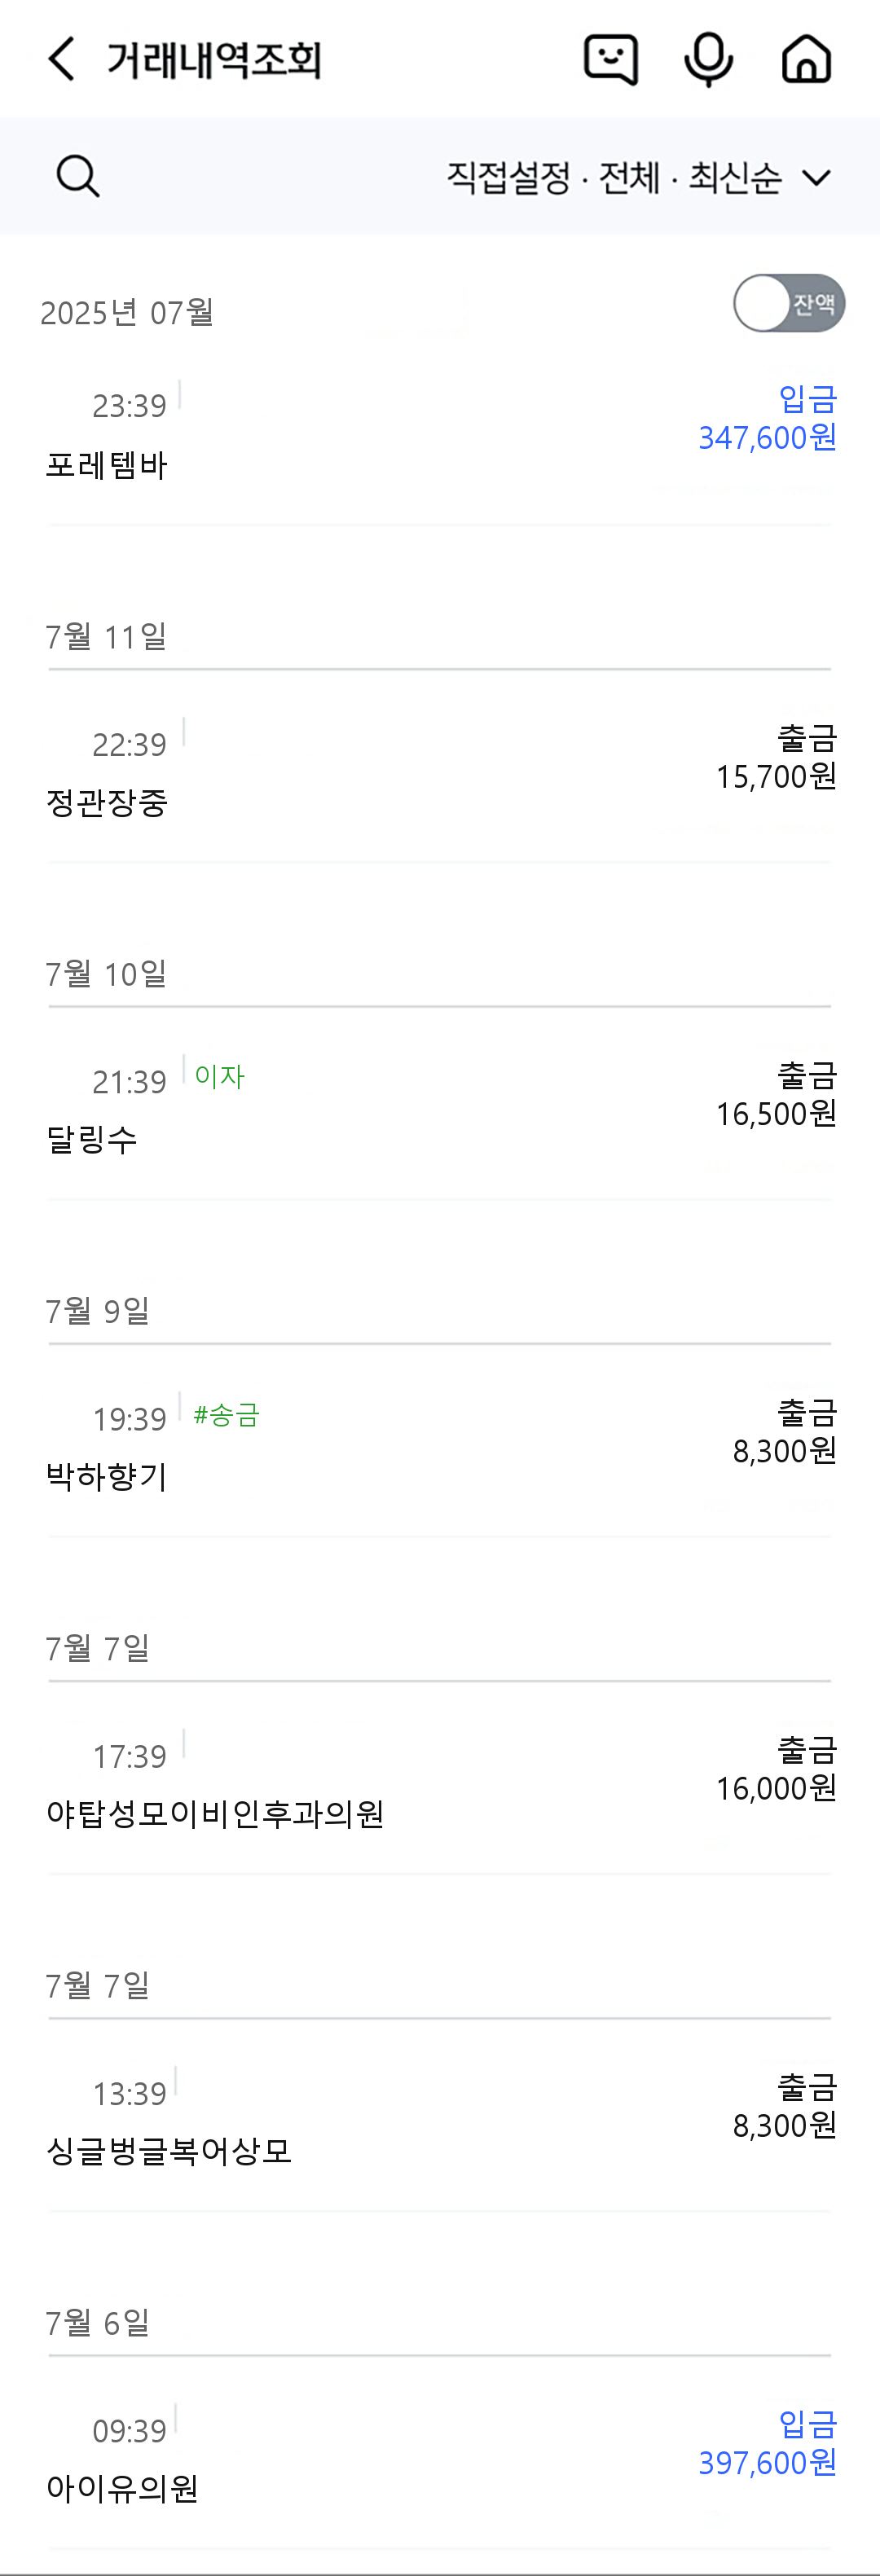 거래내역조회
직접설정 · 전체 · 최신순
2025년 07월
잔액
23:39
입금
347,600원
포레템바
7월 11일
22:39
출금
15,700원
정관장중
7월 10일
21:39 이자
출금
16,500원
달링수
7월 9일
19:39 #송금
출금
8,300원
박하향기
7월 7일
17:39
출금
16,000원
야탑성모이비인후과의원
7월 7일
13:39
출금
8,300원
싱글벙글복어상모
7월 6일
09:39
입금
397,600원
아이유의원